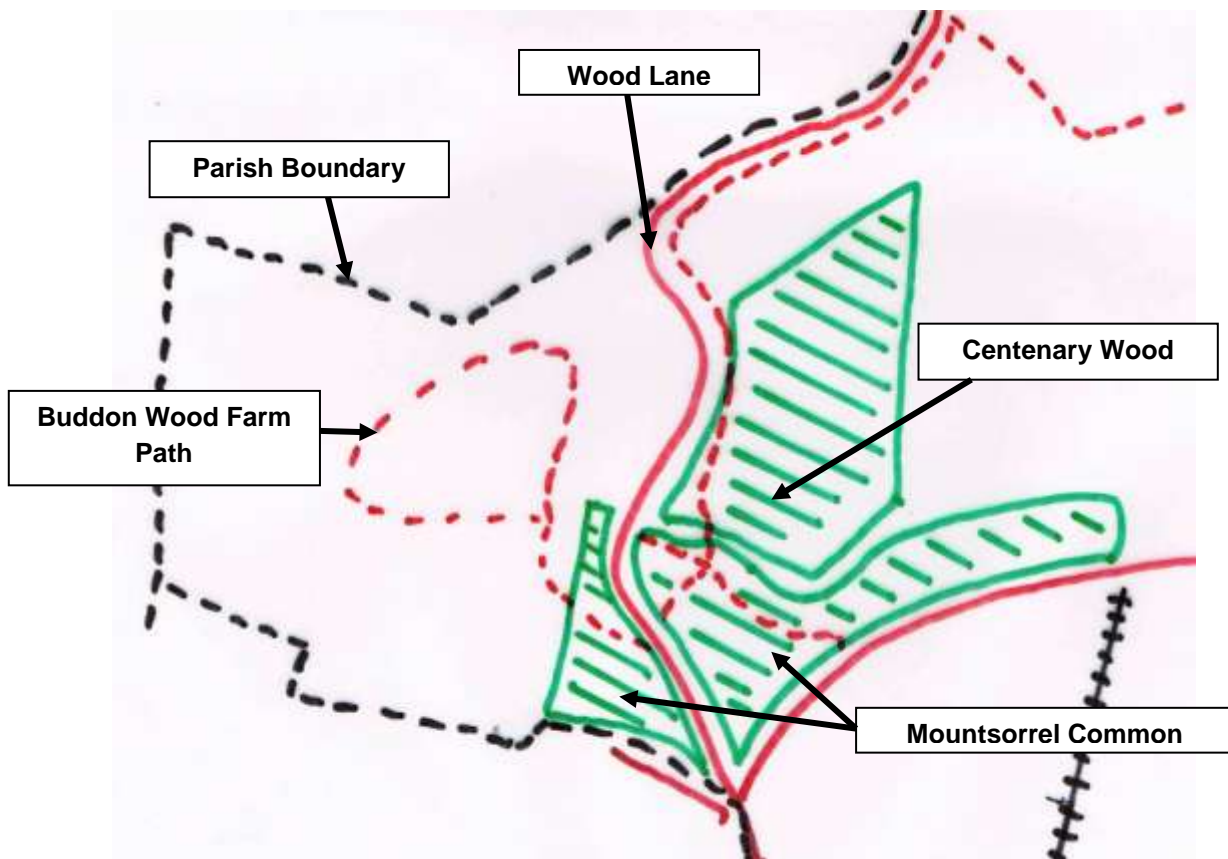 Wood Lane
Parish Boundary
Centenary Wood
Buddon Wood Farm
Path
Mountsorrel Common